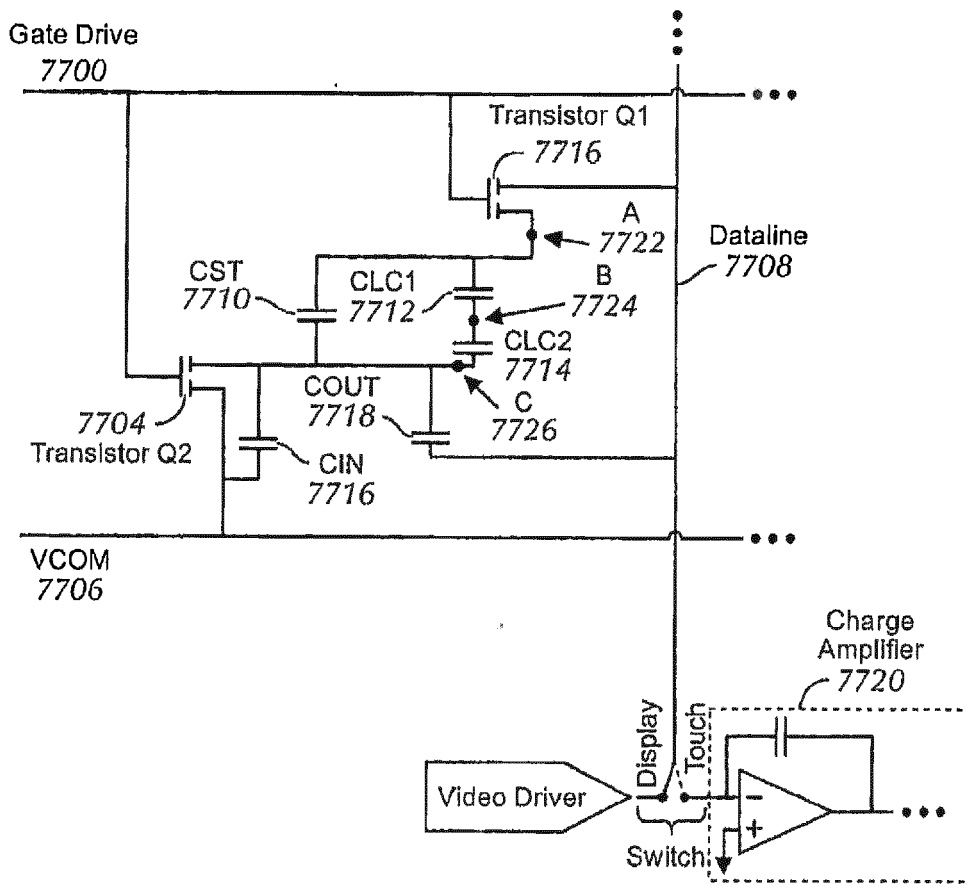 Gate Drive
7700
Transistor Q1
7716
A
7722
Dataline
7708
CST
7710
CLC1
7712
B
7724
CLC2
7714
COUT
7718
C
7726
7704
Transistor Q2
CIN
7716
VCOM
7706
Charge
Amplifier
7720
Display
Touch
Video Driver
−
+
Switch